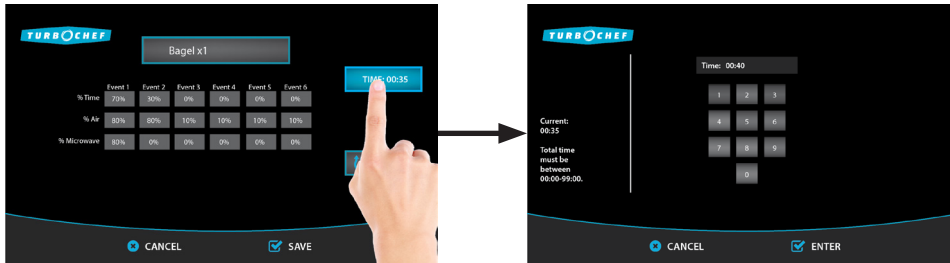 TURBOCHEF
Bagel x1
TIME: 00:35
Event 1 Event 2 Event 3 Event 4 Event 5 Event 6
% Time 70% 30% 0% 0% 0% 0%
% Air 80% 80% 10% 10% 10% 10%
% Microwave 80% 0% 0% 0% 0% 0%
CANCEL SAVE
TURBOCHEF
Time: 00:40
1 2 3
4 5 6
7 8 9
0
Current:
00:35
Total time
must be
between
00:00-99:00.
CANCEL ENTER